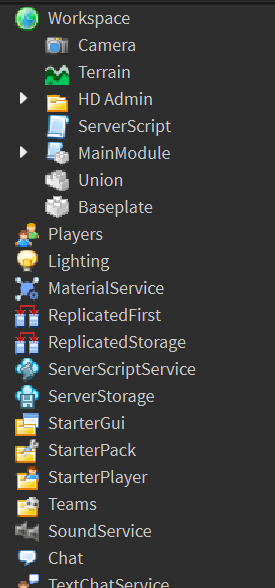 Workspace
Camera
Terrain
HD Admin
ServerScript
MainModule
Union
Baseplate
Players
Lighting
MaterialService
ReplicatedFirst
ReplicatedStorage
ServerScriptService
ServerStorage
StarterGui
StarterPack
StarterPlayer
Teams
SoundService
Chat
TextChatService